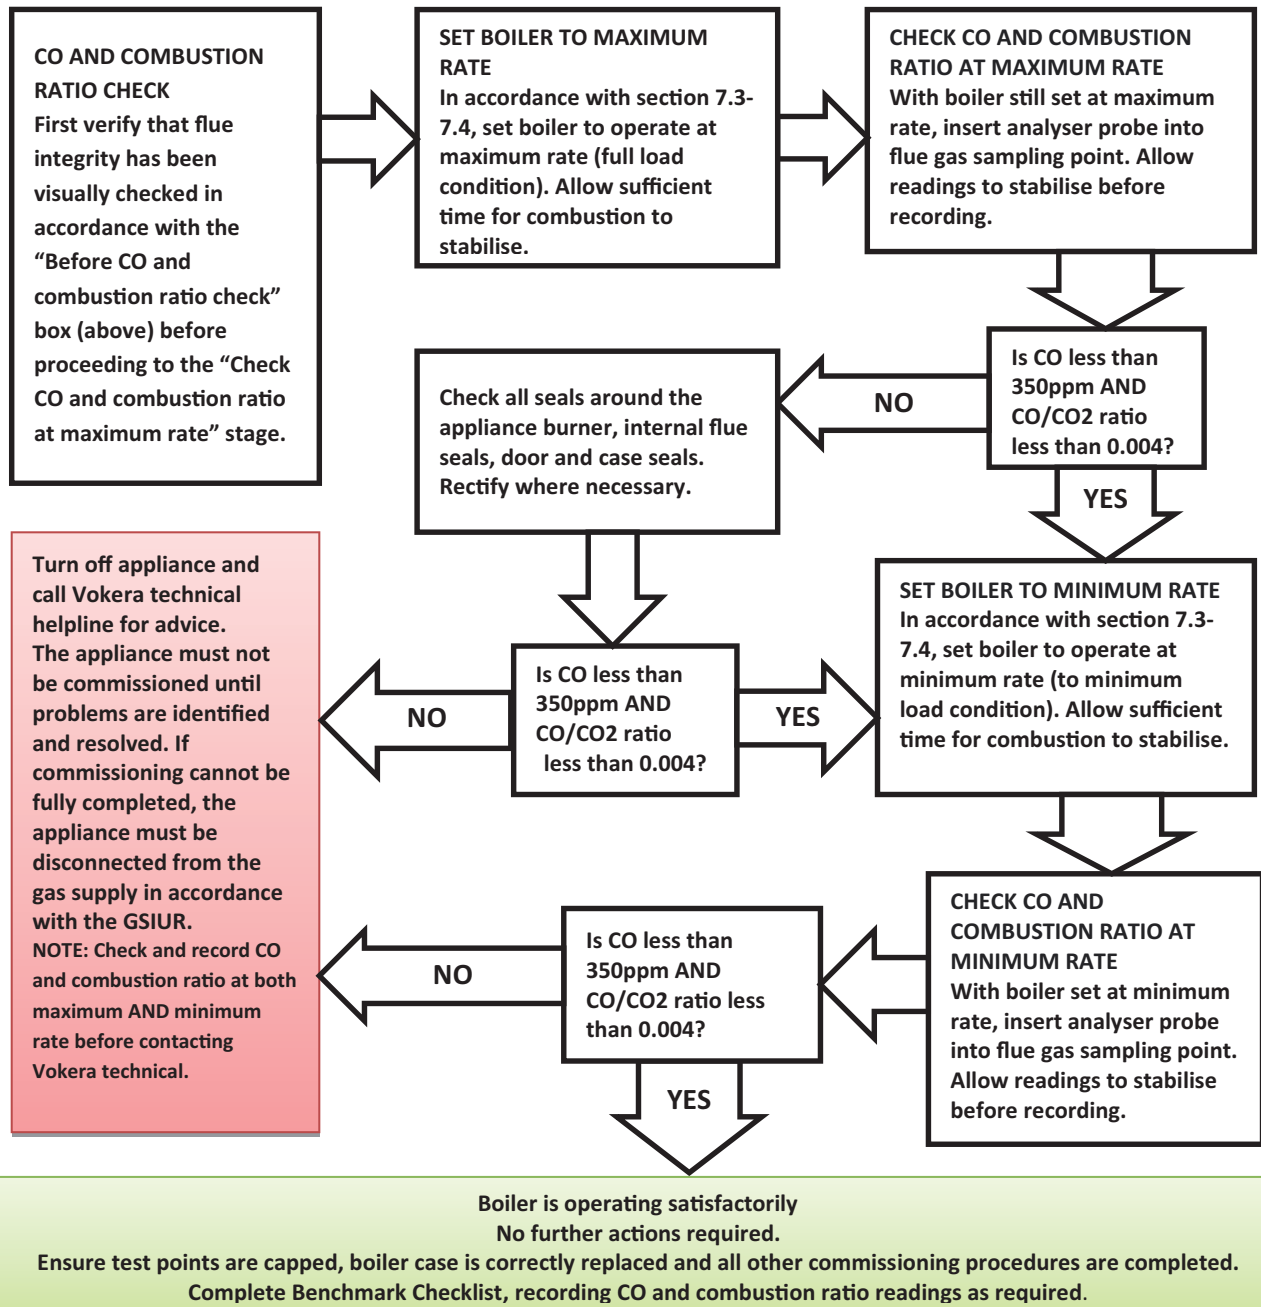 CO AND COMBUSTION
RATIO CHECK
First verify that flue
integrity has been
visually checked in
accordance with the
“Before CO and
combustion ratio check”
box (above) before
proceeding to the “Check
CO and combustion ratio
at maximum rate” stage.
SET BOILER TO MAXIMUM
RATE
In accordance with section 7.3-
7.4, set boiler to operate at
maximum rate (full load
condition). Allow sufficient
time for combustion to
stabilise.
CHECK CO AND COMBUSTION
RATIO AT MAXIMUM RATE
With boiler still set at maximum
rate, insert analyser probe into
flue gas sampling point. Allow
readings to stabilise before
recording.
Is CO less than
350ppm AND
CO/CO2 ratio
less than 0.004?
NO
YES
Check all seals around the
appliance burner, internal flue
seals, door and case seals.
Rectify where necessary.
Is CO less than
350ppm AND
CO/CO2 ratio
less than 0.004?
NO
YES
SET BOILER TO MINIMUM RATE
In accordance with section 7.3-
7.4, set boiler to operate at
minimum rate (to minimum
load condition). Allow sufficient
time for combustion to stabilise.
CHECK CO AND
COMBUSTION RATIO AT
MINIMUM RATE
With boiler set at minimum
rate, insert analyser probe
into flue gas sampling point.
Allow readings to stabilise
before recording.
Is CO less than
350ppm AND
CO/CO2 ratio less
than 0.004?
NO
YES
Turn off appliance and
call Vokera technical
helpline for advice.
The appliance must not
be commissioned until
problems are identified
and resolved. If
commissioning cannot be
fully completed, the
appliance must be
disconnected from the
gas supply in accordance
with the GSIUR.
NOTE: Check and record CO
and combustion ratio at both
maximum AND minimum
rate before contacting
Vokera technical.
Boiler is operating satisfactorily
No further actions required.
Ensure test points are capped, boiler case is correctly replaced and all other commissioning procedures are completed.
Complete Benchmark Checklist, recording CO and combustion ratio readings as required.